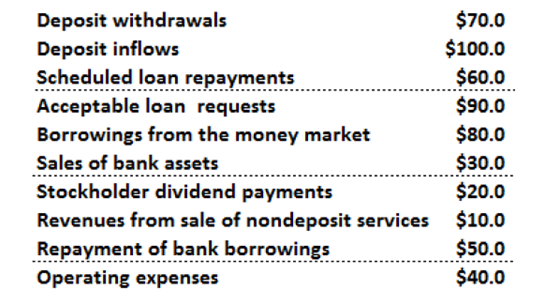 Deposit withdrawals $70.0
Deposit inflows $100.0
Scheduled loan repayments $60.0
Acceptable loan requests $90.0
Borrowings from the money market $80.0
Sales of bank assets $30.0
Stockholder dividend payments $20.0
Revenues from sale of nondeposit services $10.0
Repayment of bank borrowings $50.0
Operating expenses $40.0